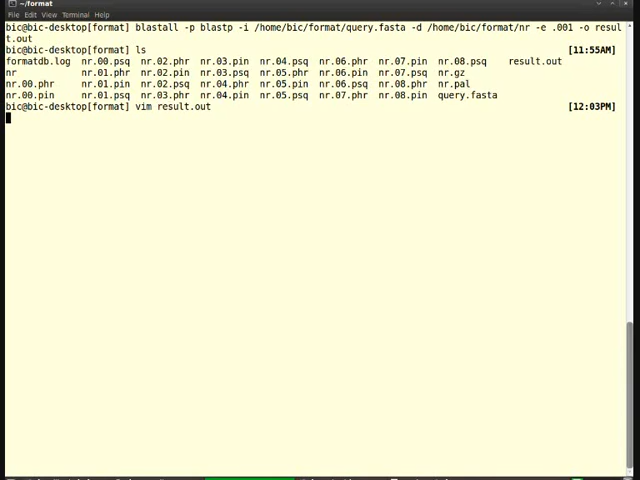 ~/format
File Edit View Terminal Help
bic@bic-desktop[format] blastall -p blastp -i /home/bic/format/query.fasta -d /home/bic/format/nr -e .001 -o resul
t.out
bic@bic-desktop[format] ls [11:55AM]
formatdb.log nr.00.psq nr.02.phr nr.03.pin nr.04.psq nr.06.phr nr.07.pin nr.08.psq result.out
nr nr.01.phr nr.02.pin nr.03.psq nr.05.phr nr.06.pin nr.07.psq nr.gz
nr.00.phr nr.01.pin nr.02.psq nr.04.phr nr.05.pin nr.06.psq nr.08.phr nr.pal
nr.00.pin nr.01.psq nr.03.phr nr.04.pin nr.05.psq nr.07.phr nr.08.pin query.fasta
bic@bic-desktop[format] vim result.out [12:03PM]